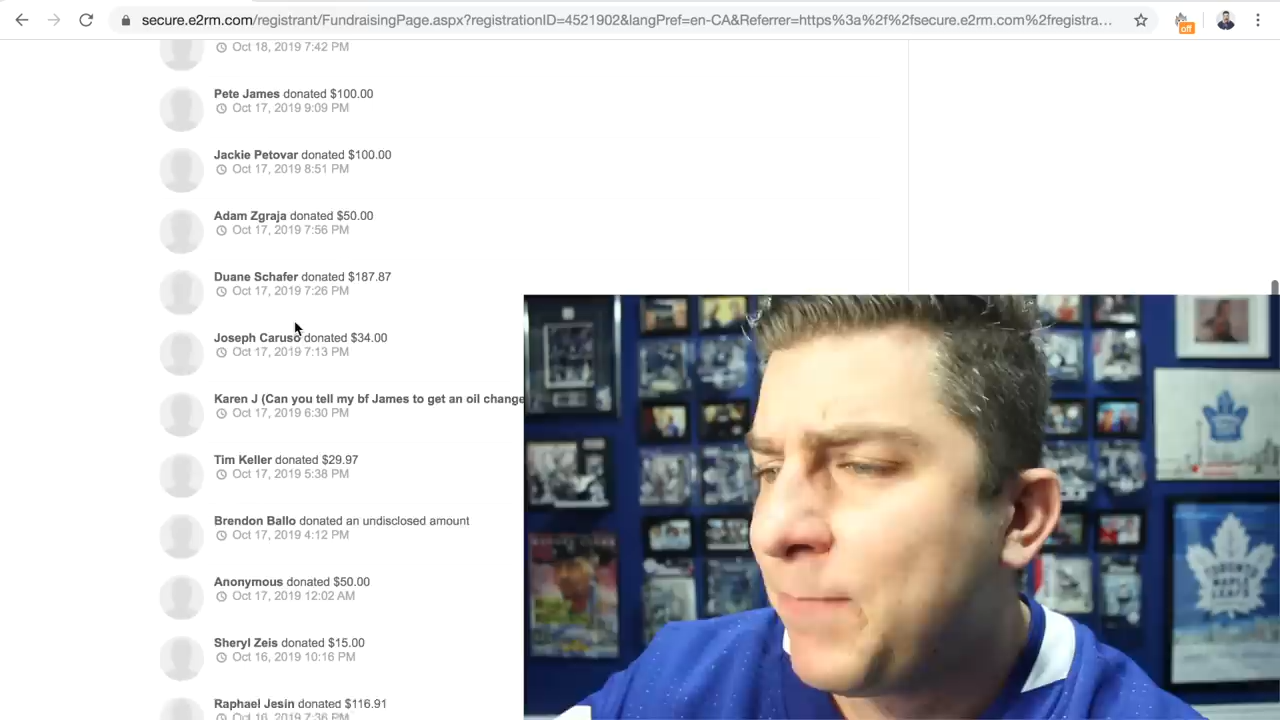 secure.e2rm.com/registrant/FundraisingPage.aspx?registrationID=4521902&langPref=en-CA&Referrer=https%3a%2f%2fsecure.e2rm.com%2fregistra…
off
Oct 18, 2019 7:42 PM
Pete James donated $100.00
Oct 17, 2019 9:09 PM
Jackie Petovar donated $100.00
Oct 17, 2019 8:51 PM
Adam Zgraja donated $50.00
Oct 17, 2019 7:56 PM
Duane Schafer donated $187.87
Oct 17, 2019 7:26 PM
Joseph Caruso donated $34.00
Oct 17, 2019 7:13 PM
Karen J (Can you tell my bf James to get an oil change
Oct 17, 2019 6:30 PM
Tim Keller donated $29.97
Oct 17, 2019 5:38 PM
Brendon Ballo donated an undisclosed amount
Oct 17, 2019 4:12 PM
Anonymous donated $50.00
Oct 17, 2019 12:02 AM
Sheryl Zeis donated $15.00
Oct 16, 2019 10:16 PM
Raphael Jesin donated $116.91
Oct 16, 2019 7:36 PM
TORONTO
MAPLE
LEAFS